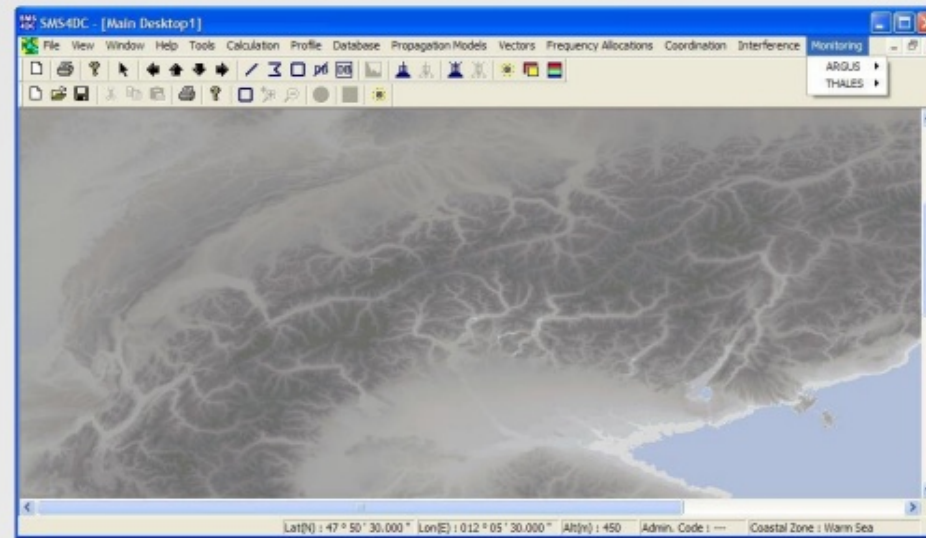 SMS4DC - [Main Desktop1]
File View Window Help Tools Calculation Profile Database Propagation Models Vectors Frequency Allocations Coordination Interference Monitoring
ARGUS
THALES
Lat(N) : 47 ° 50 ' 30.000 " Lon(E) : 012 ° 05 ' 30.000 " Alt(m) : 450 Admin. Code : --- Coastal Zone : Warm Sea